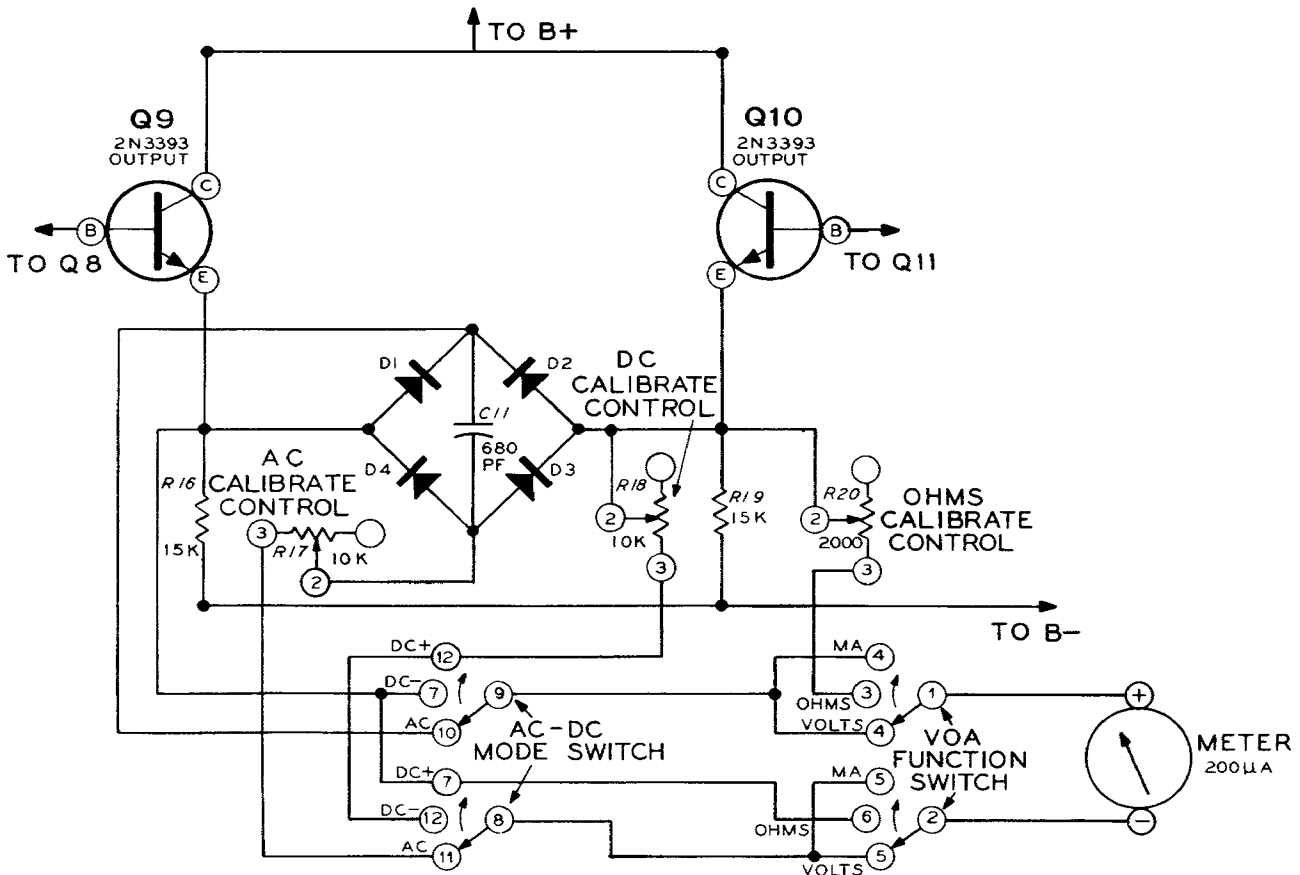 TO B+
Q9
2N3393
OUTPUT
Q10
2N3393
OUTPUT
C
C
B
B
TO Q8
TO Q11
E
E
D1
D2
DC
CALIBRATE
CONTROL
C11
680
PF
D4
D3
AC
CALIBRATE
CONTROL
R16
15K
3
R17
10K
2
R18
2
10K
3
R19
15K
R20
2
2000
3
OHMS
CALIBRATE
CONTROL
TO B-
DC+
12
DC-
7
9
AC
10
AC-DC
MODE SWITCH
DC+
7
DC-
12
8
AC
11
MA
4
3
OHMS
1
VOLTS
4
VOA
FUNCTION
SWITCH
MA
5
6
OHMS
2
VOLTS
5
+
METER
200μA
−